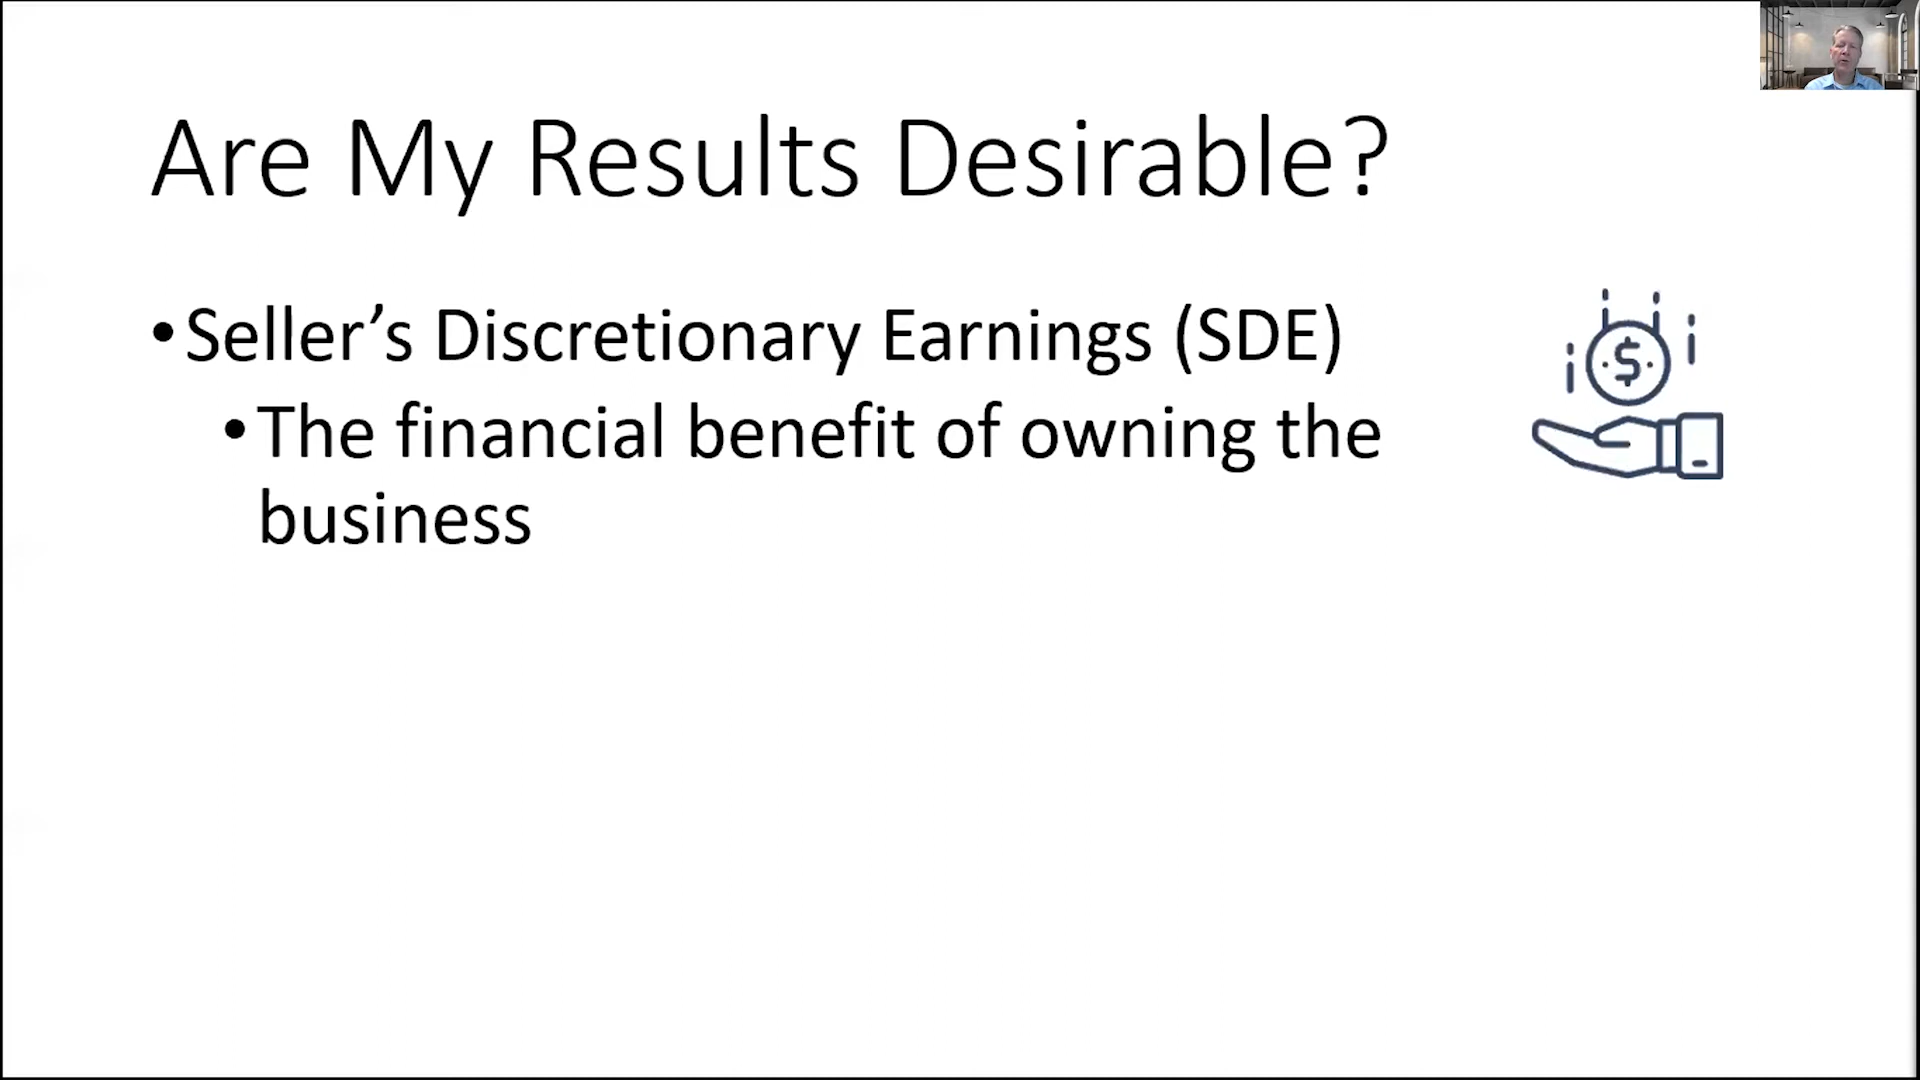 Are My Results Desirable?
•Seller’s Discretionary Earnings (SDE)
•The financial benefit of owning the
business
$